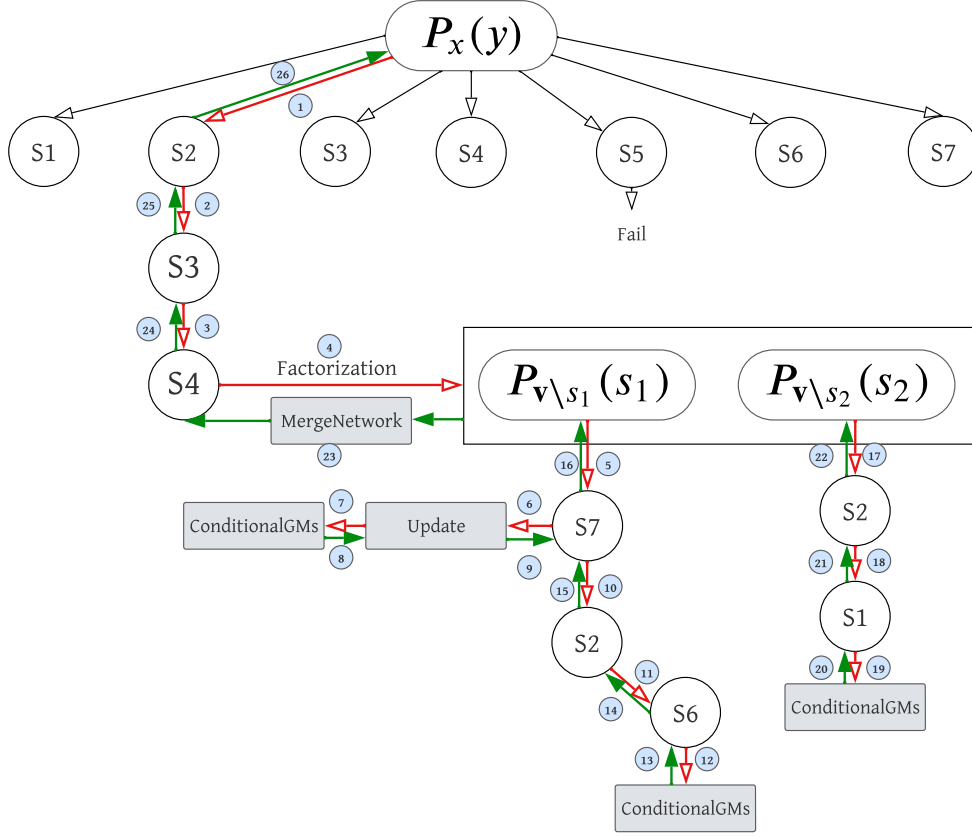 Pₓ(y)
26
1
S1
S2
S3
S4
S5
S6
S7
25
2
Fail
S3
24
3
4
Factorization
S4
P_{v\s₁}(s₁)
P_{v\s₂}(s₂)
MergeNetwork
23
16
5
22
17
7
6
ConditionalGMs
Update
S7
S2
8
9
21
18
15
10
S2
S1
11
20
19
14
S6
ConditionalGMs
13
12
ConditionalGMs